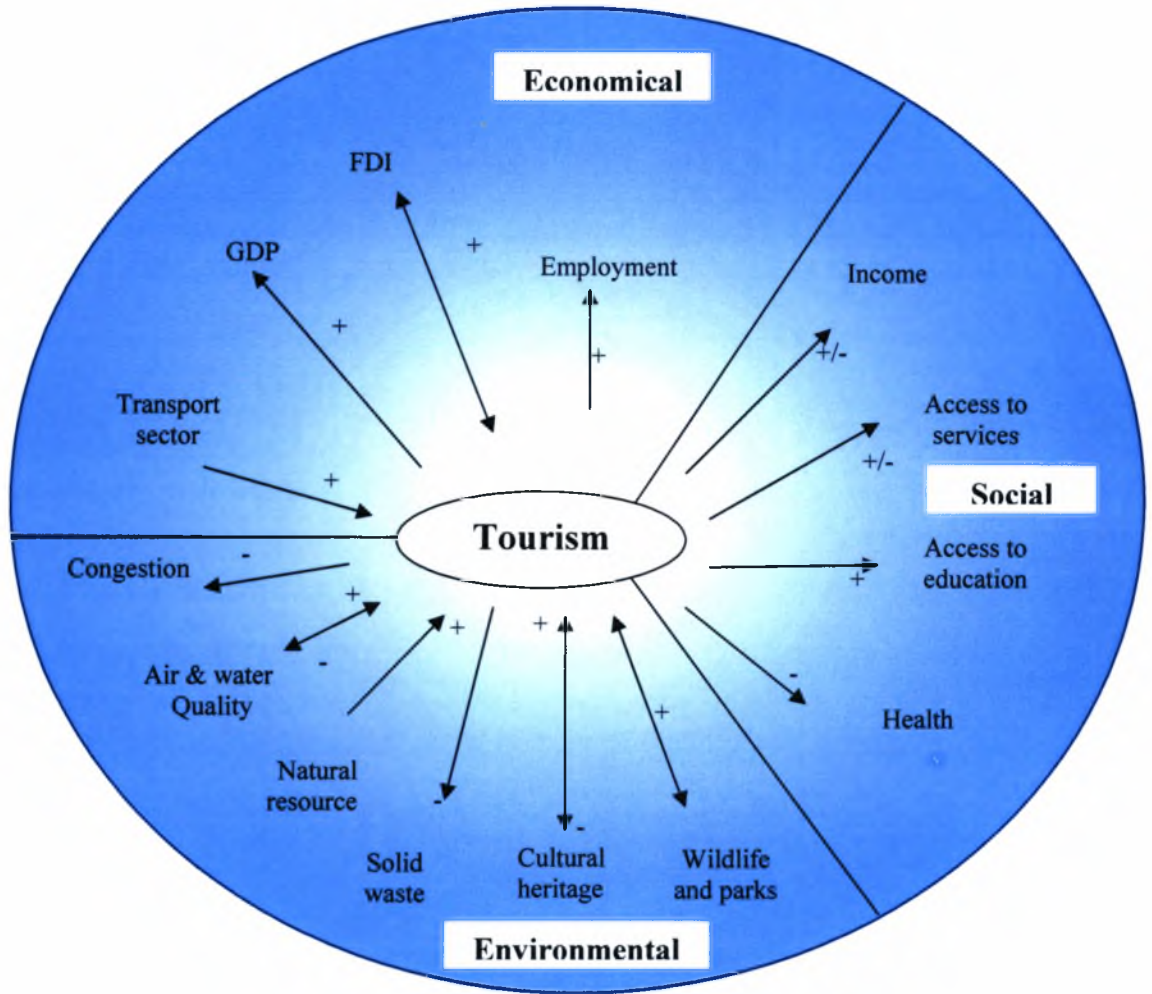 Economical
FDI
+
GDP
Employment
Income
+
+
+/-
Transport
sector
Access to
services
+
+/-
Social
Tourism
-
Congestion
Access to
education
+
+
+
+
-
Air & water
Quality
-
+
Health
Natural
resource
-
-
Solid
waste
Cultural
heritage
Wildlife
and parks
Environmental